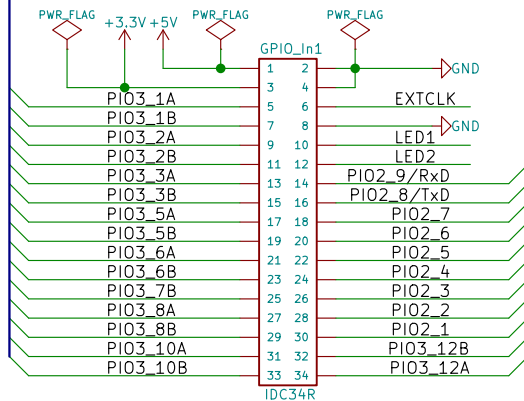 PWR_FLAG PWR_FLAG PWR_FLAG
+3.3V +5V
GPIO_In1
1 2 GND
3 4
PIO3_1A 5 6 EXTCLK
PIO3_1B 7 8 GND
PIO3_2A 9 10 LED1
PIO3_2B 11 12 LED2
PIO3_3A 13 14 PIO2_9/RxD
PIO3_3B 15 16 PIO2_8/TxD
PIO3_5A 17 18 PIO2_7
PIO3_5B 19 20 PIO2_6
PIO3_6A 21 22 PIO2_5
PIO3_6B 23 24 PIO2_4
PIO3_7B 25 26 PIO2_3
PIO3_8A 27 28 PIO2_2
PIO3_8B 29 30 PIO2_1
PIO3_10A 31 32 PIO3_12B
PIO3_10B 33 34 PIO3_12A
IDC34R